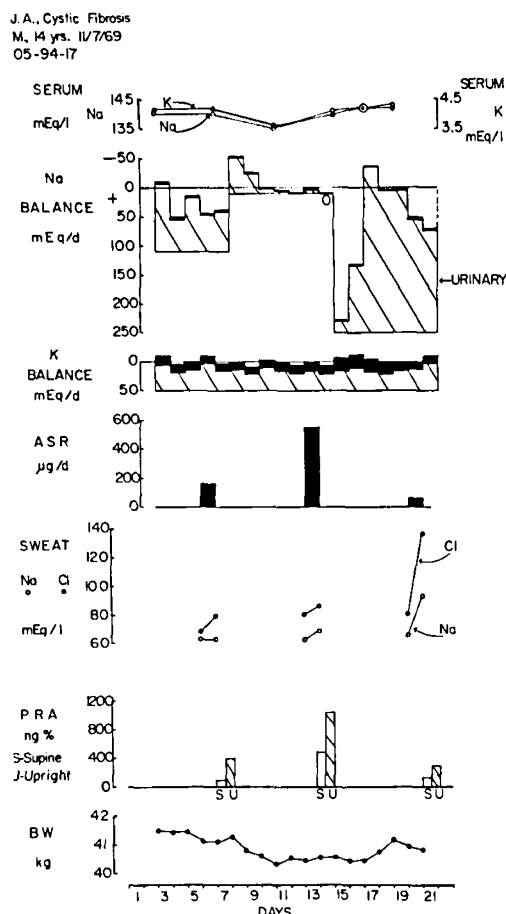 J.A., Cystic Fibrosis
M., 14 yrs. 11/7/69
05-94-17
SERUM
Na
mEq/l
145
135
K
Na
SERUM
4.5
K
3.5
mEq/l
Na
BALANCE
mEq/d
-50
0
+
50
100
150
200
250
O
URINARY
K
BALANCE
mEq/d
0
50
ASR
µg/d
600
400
200
0
SWEAT
Na Cl
mEq/l
140
120
100
80
60
Cl
Na
PRA
ng %
S-Supine
U-Upright
1200
800
400
0
S U
S U
S U
BW
kg
42
41
40
1 3 5 7 9 11 13 15 17 19 21
DAYS